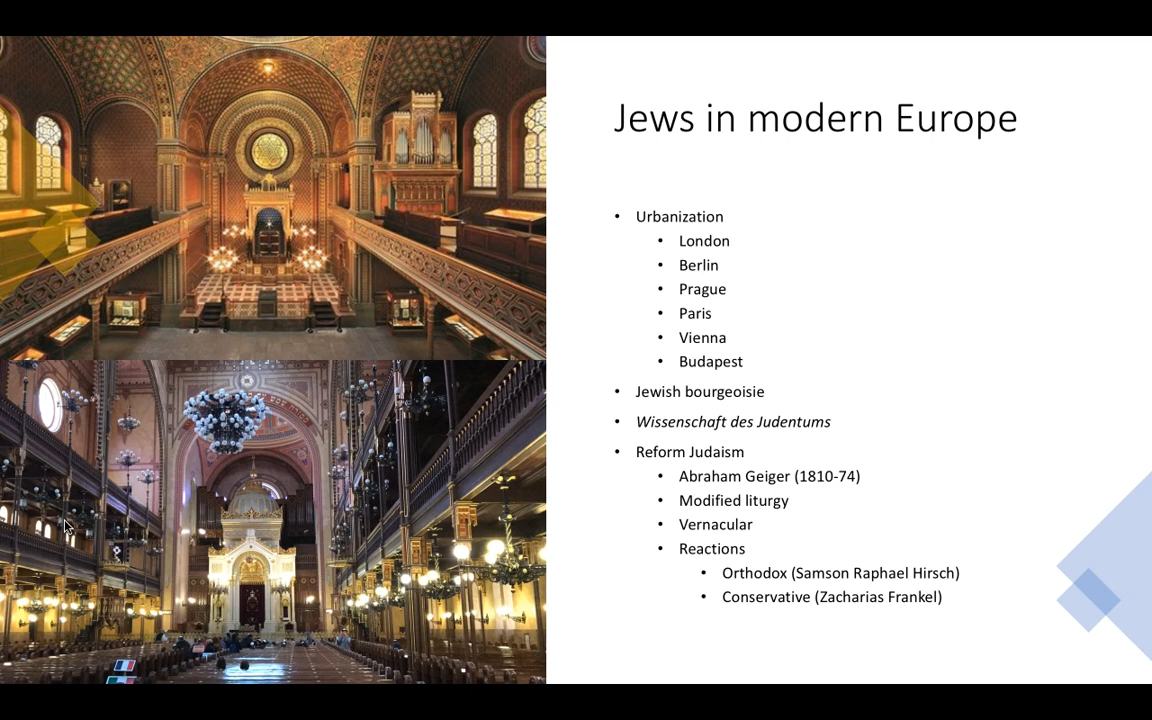 Jews in modern Europe
• Urbanization
• London
• Berlin
• Prague
• Paris
• Vienna
• Budapest
• Jewish bourgeoisie
• Wissenschaft des Judentums
• Reform Judaism
• Abraham Geiger (1810-74)
• Modified liturgy
• Vernacular
• Reactions
• Orthodox (Samson Raphael Hirsch)
• Conservative (Zacharias Frankel)